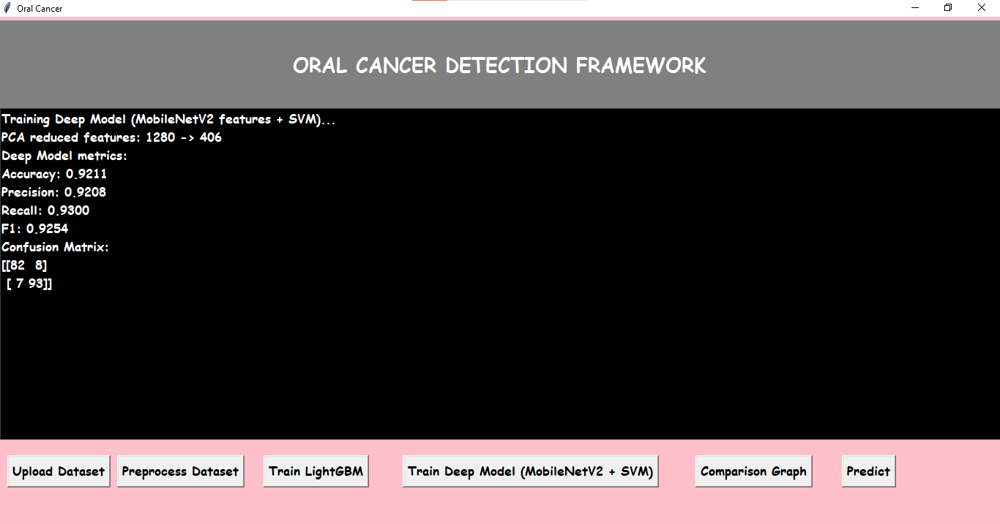 Oral Cancer
ORAL CANCER DETECTION FRAMEWORK
Training Deep Model (MobileNetV2 features + SVM)...
PCA reduced features: 1280 -> 406
Deep Model metrics:
Accuracy: 0.9211
Precision: 0.9208
Recall: 0.9300
F1: 0.9254
Confusion Matrix:
[[82  8]
 [ 7 93]]
Upload Dataset
Preprocess Dataset
Train LightGBM
Train Deep Model (MobileNetV2 + SVM)
Comparison Graph
Predict